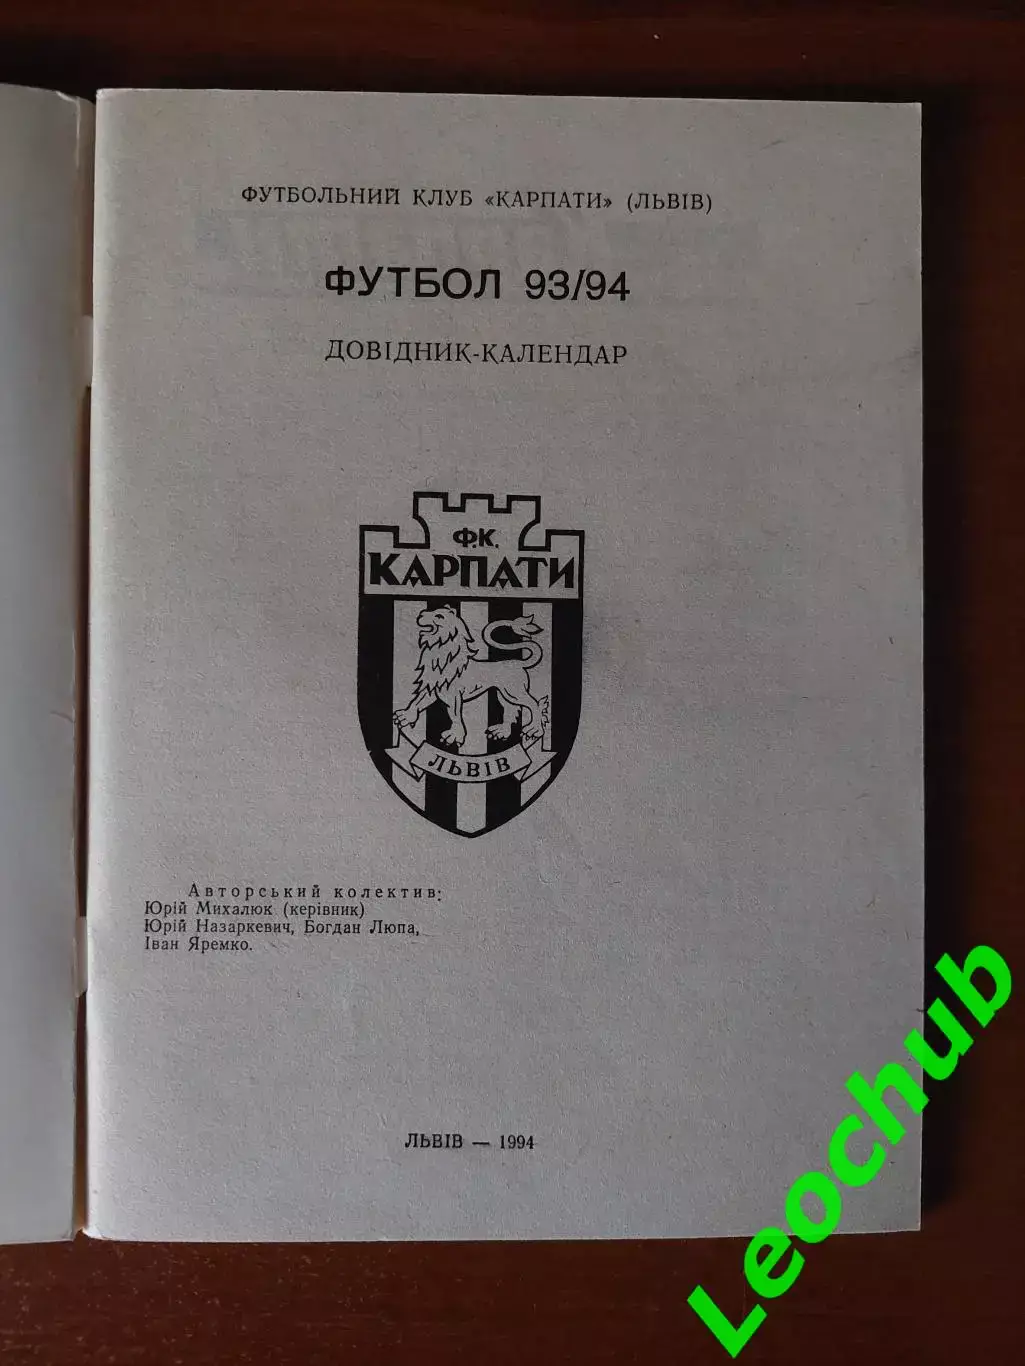 ФУТБОЛЬНИЙ КЛУБ «КАРПАТИ» (ЛЬВІВ)
ФУТБОЛ 93/94
ДОВІДНИК-КАЛЕНДАР
Ф.К.
КАРПАТИ
ЛЬВІВ
Авторський колектив:
Юрій Михалюк (керівник)
Юрій Назаркевич, Богдан Люпа,
Іван Яремко.
ЛЬВІВ — 1994
Leochub